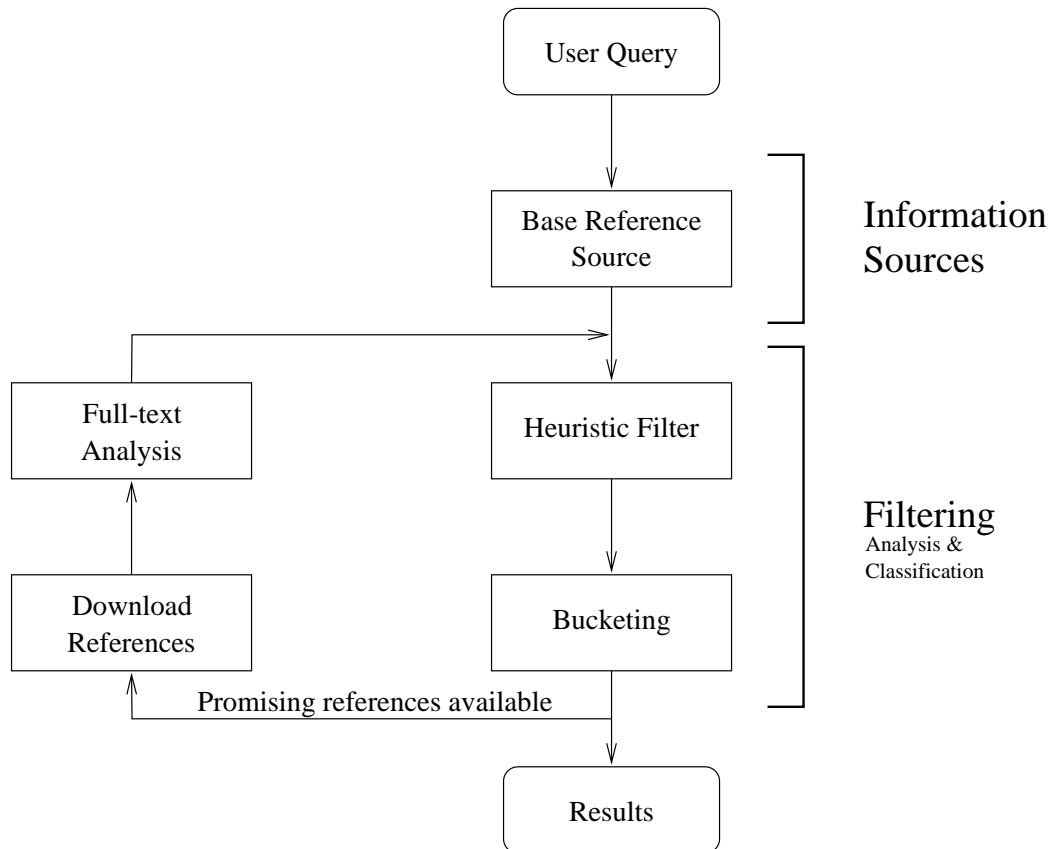 User Query
Base Reference
Source
Information
Sources
Full-text
Analysis
Heuristic Filter
Filtering
Analysis &
Classification
Download
References
Bucketing
Promising references available
Results